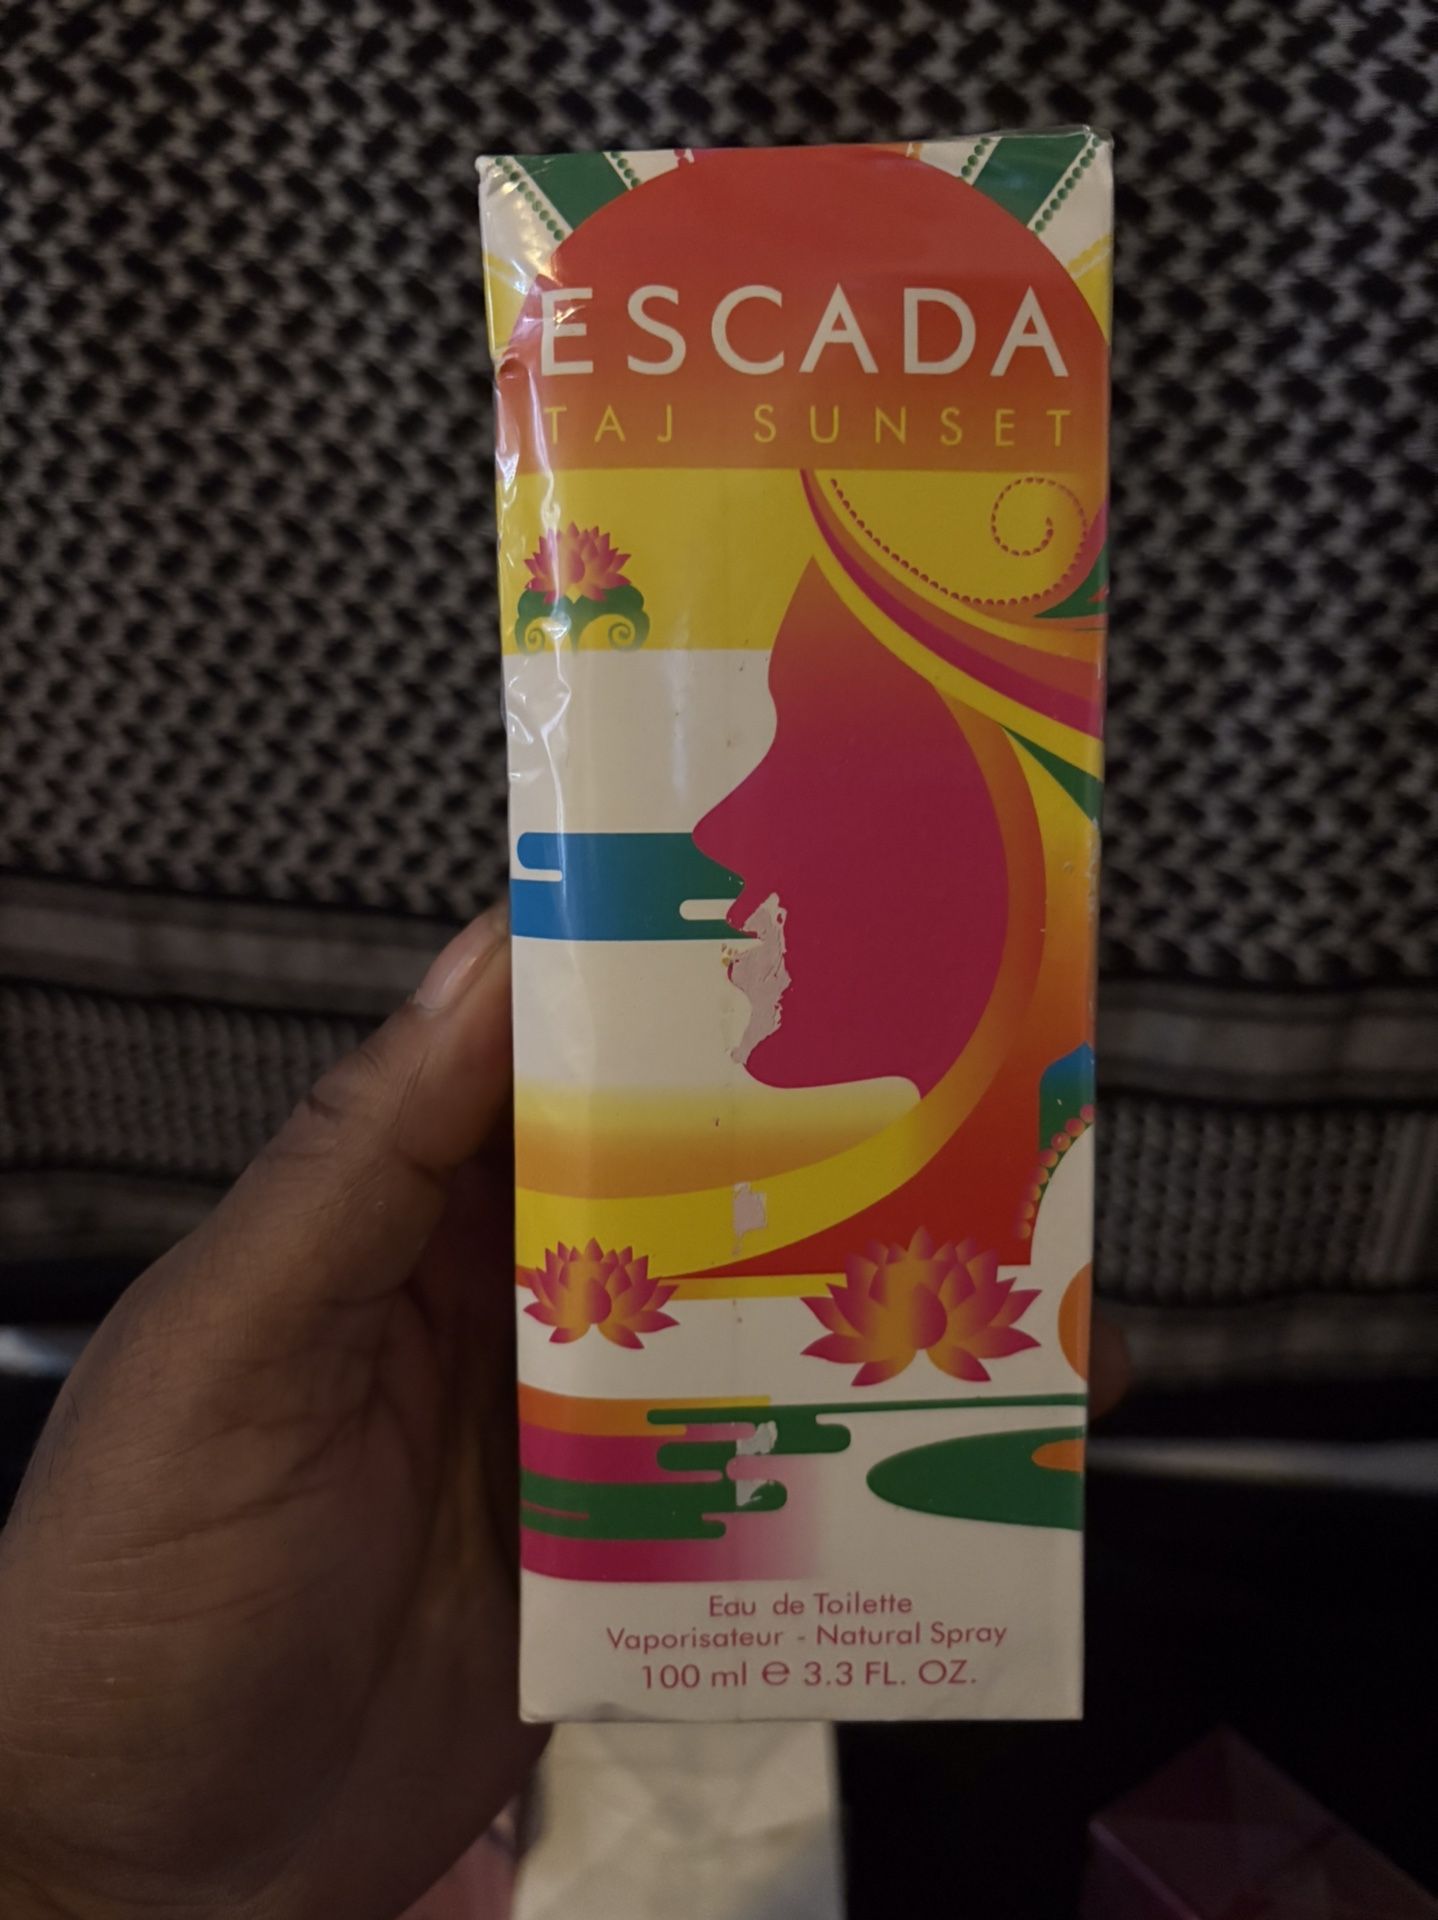 ESCADA
TAJ SUNSET
Eau de Toilette
Vaporisateur - Natural Spray
100 ml ℮ 3.3 FL. OZ.